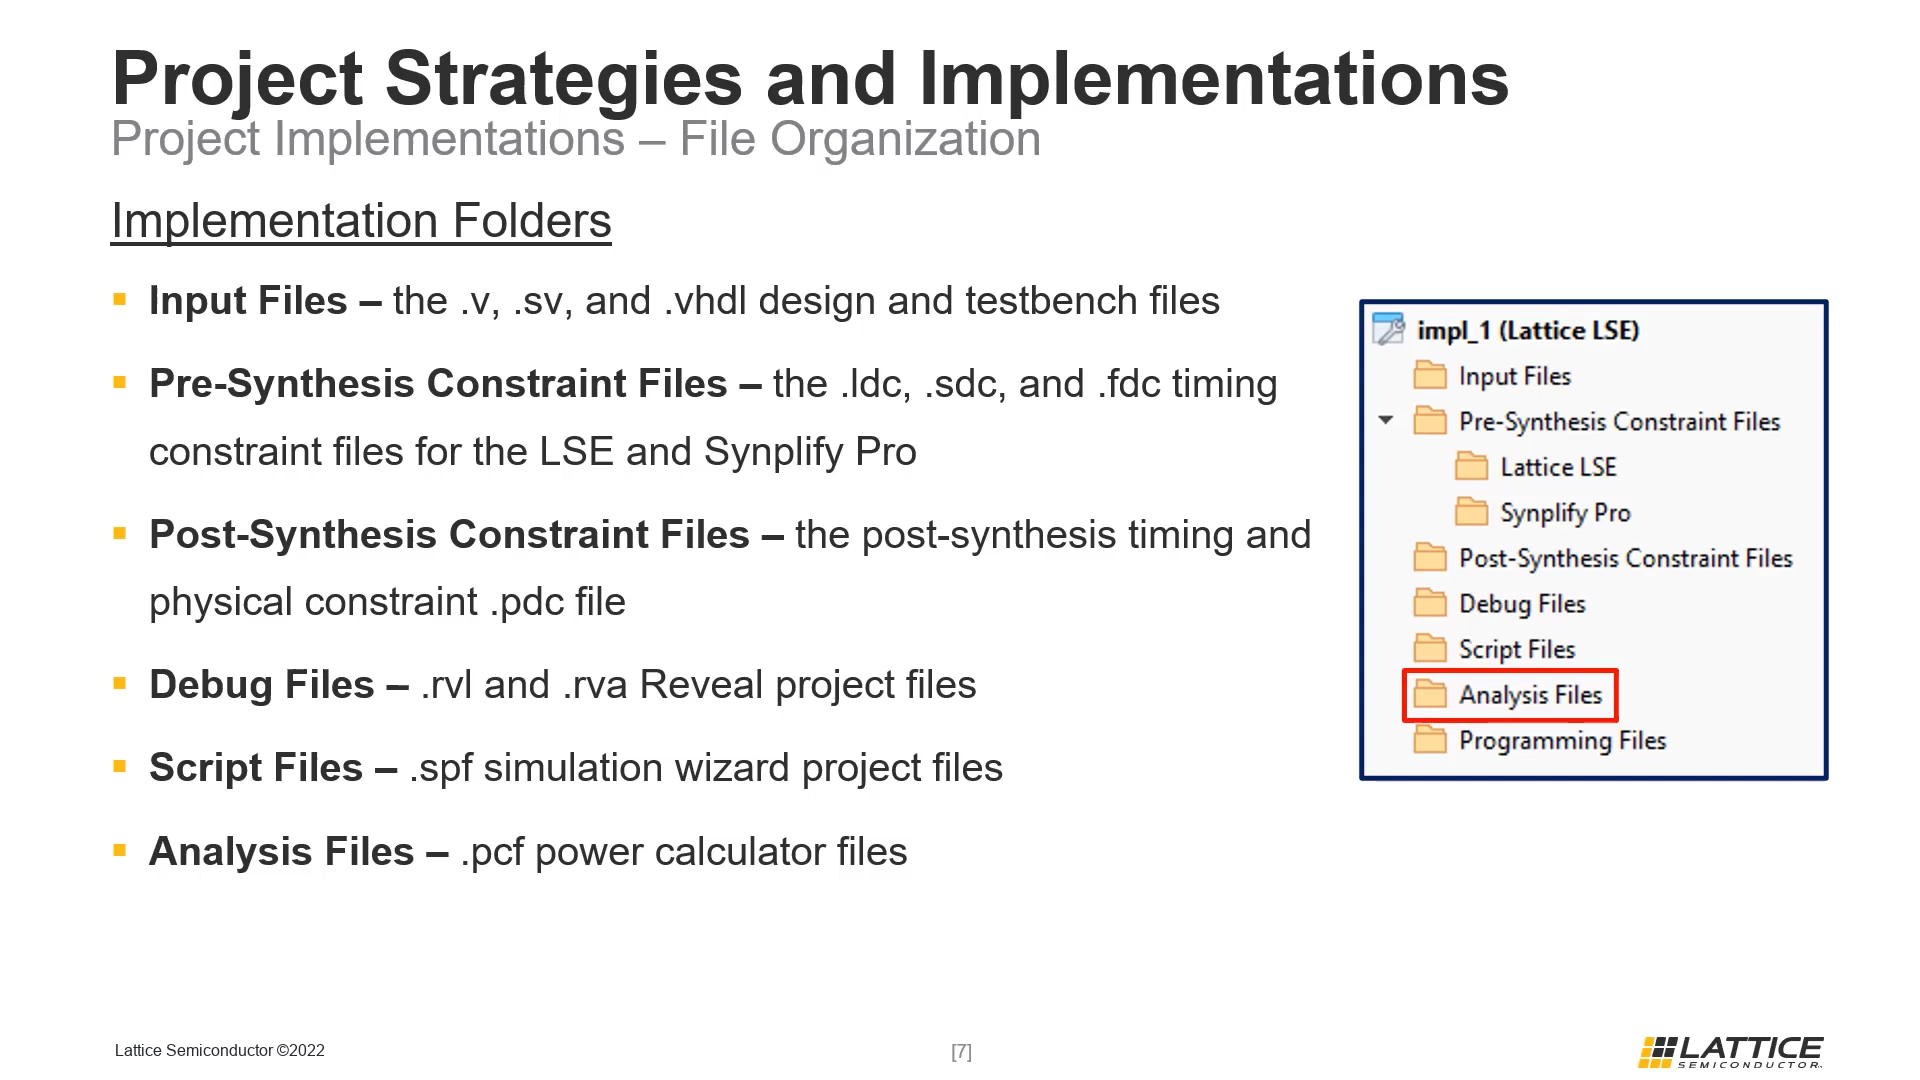 Project Strategies and Implementations
Project Implementations – File Organization
Implementation Folders
Input Files – the .v, .sv, and .vhdl design and testbench files
Pre-Synthesis Constraint Files – the .ldc, .sdc, and .fdc timing
constraint files for the LSE and Synplify Pro
Post-Synthesis Constraint Files – the post-synthesis timing and
physical constraint .pdc file
Debug Files – .rvl and .rva Reveal project files
Script Files – .spf simulation wizard project files
Analysis Files – .pcf power calculator files
impl_1 (Lattice LSE)
Input Files
Pre-Synthesis Constraint Files
Lattice LSE
Synplify Pro
Post-Synthesis Constraint Files
Debug Files
Script Files
Analysis Files
Programming Files
Lattice Semiconductor ©2022
[7]
LATTICE
SEMICONDUCTOR